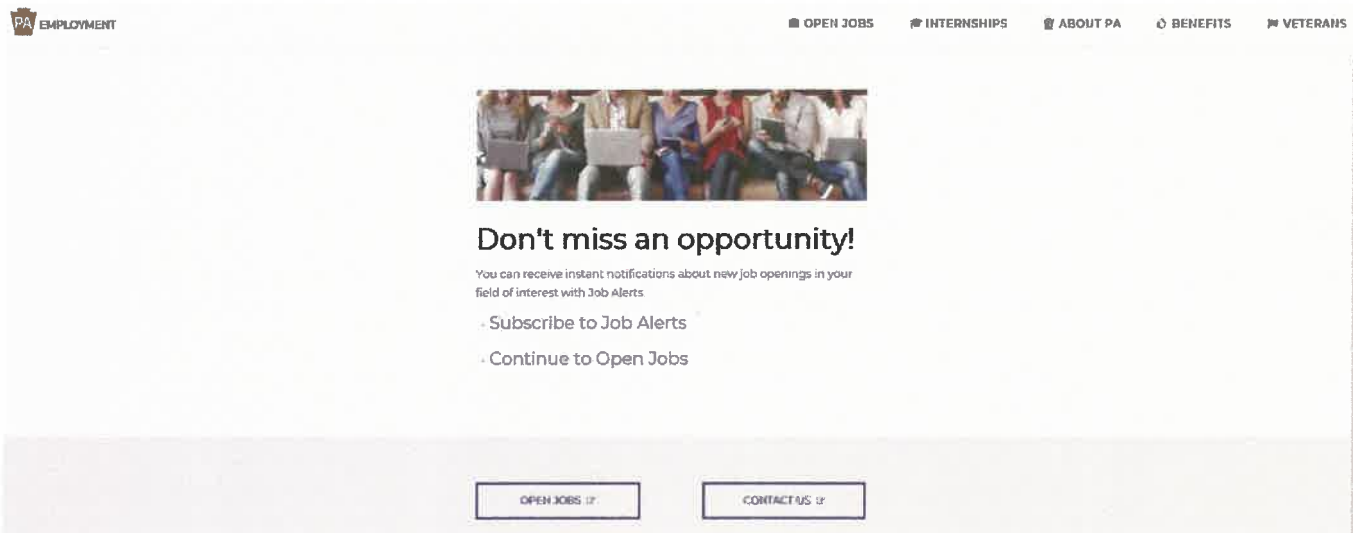 PA EMPLOYMENT
OPEN JOBS INTERNSHIPS ABOUT PA BENEFITS VETERANS
Don't miss an opportunity!
You can receive instant notifications about new job openings in your
field of interest with Job Alerts
Subscribe to Job Alerts
Continue to Open Jobs
OPEN JOBS CONTACT US